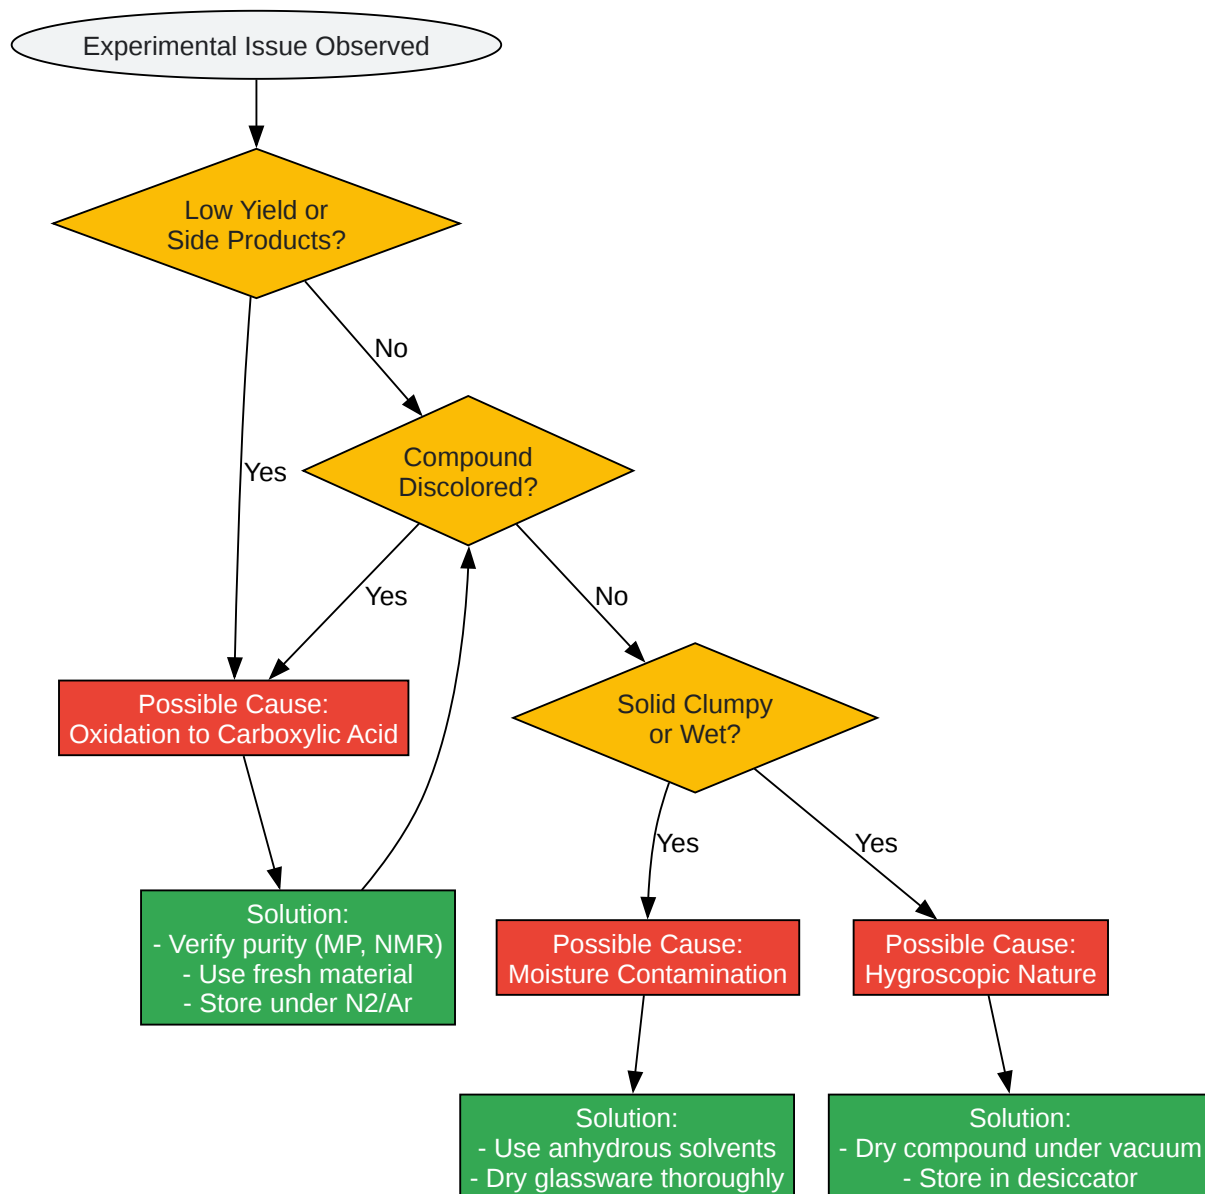 Experimental Issue Observed
Low Yield or
Side Products?
No
Yes
Compound
Discolored?
Yes
No
Possible Cause:
Oxidation to Carboxylic Acid
Solid Clumpy
or Wet?
Yes
Yes
Solution:
- Verify purity (MP, NMR)
- Use fresh material
- Store under N2/Ar
Possible Cause:
Moisture Contamination
Possible Cause:
Hygroscopic Nature
Solution:
- Use anhydrous solvents
- Dry glassware thoroughly
Solution:
- Dry compound under vacuum
- Store in desiccator